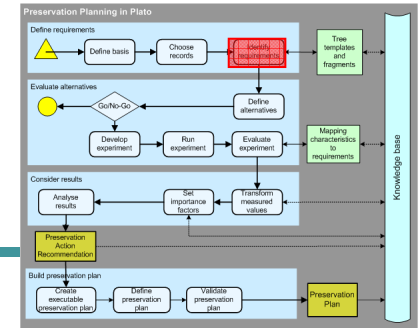 Preservation Planning in Plato
Define requirements
Define basis
Choose
records
Identify
requirements
Tree
templates
and
fragments
Evaluate alternatives
Go/No-Go
Define
alternatives
Develop
experiment
Run
experiment
Evaluate
experiment
Mapping
characteristics
to
requirements
Knowledge base
Consider results
Analyse
results
Set
importance
factors
Transform
measured
values
Preservation
Action
Recommendation
Build preservation plan
Create
executable
preservation plan
Define
preservation
plan
Validate
preservation
plan
Preservation
Plan